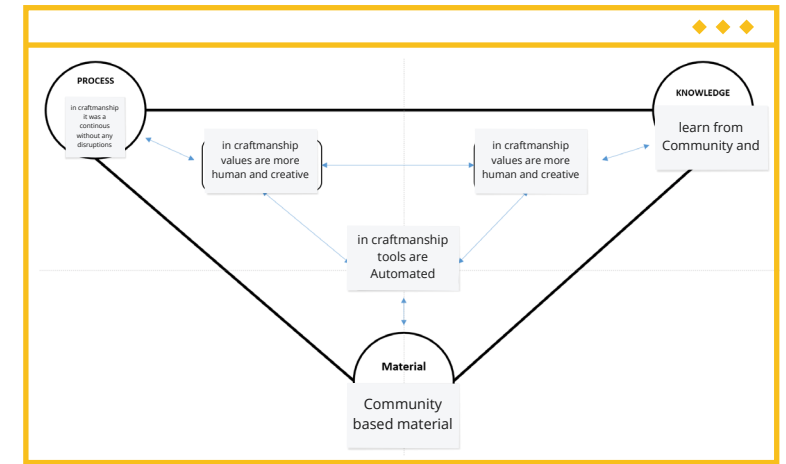 PROCESS
in craftmanship
it was a
continous
without any
disruptions
KNOWLEDGE
learn from
Community and
in craftmanship
values are more
human and creative
in craftmanship
values are more
human and creative
in craftmanship
tools are
Automated
Material
Community
based material